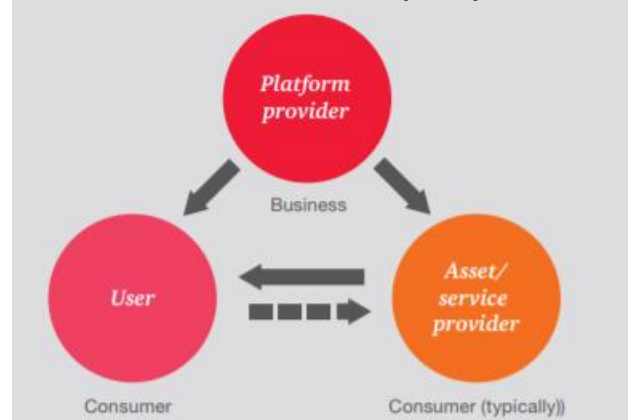 Platform
provider
Business
User
Asset/
service
provider
Consumer
Consumer (typically))